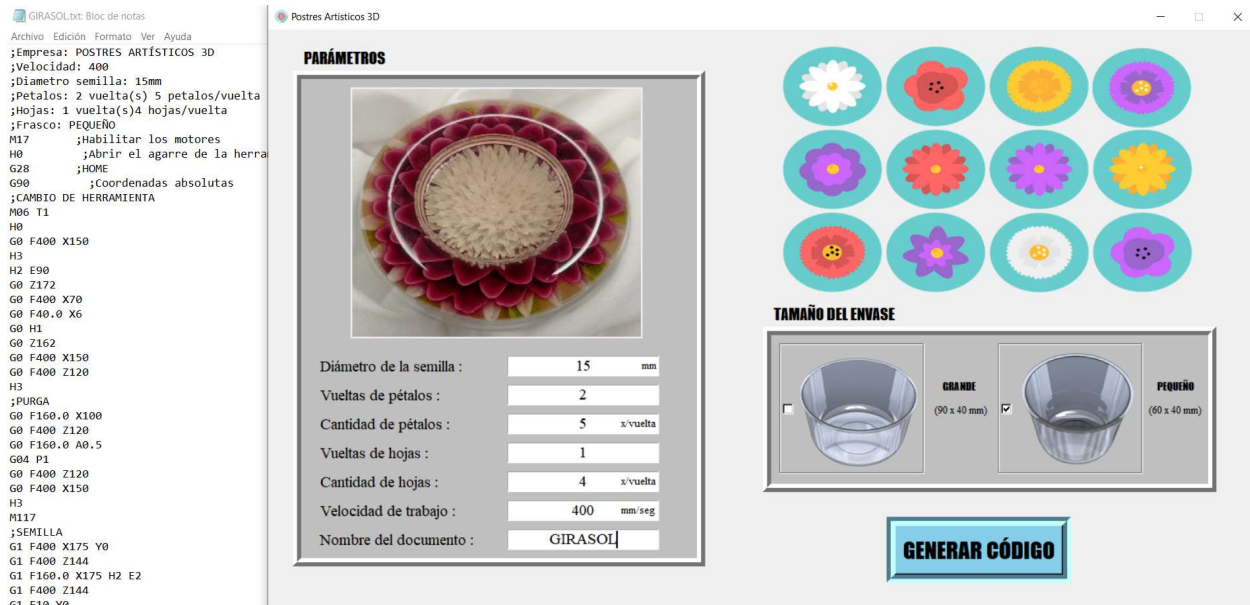 GIRASOL.txt: Bloc de notas
Archivo Edición Formato Ver Ayuda
;Empresa: POSTRES ARTÍSTICOS 3D
;Velocidad: 400
;Diametro semilla: 15mm
;Petalos: 2 vuelta(s) 5 petalos/vuelta
;Hojas: 1 vuelta(s)4 hojas/vuelta
;Frasco: PEQUEÑO
M17 ;Habilitar los motores
H0 ;Abrir el agarre de la herra
G28 ;HOME
G90 ;Coordenadas absolutas
;CAMBIO DE HERRAMIENTA
M06 T1
H0
G0 F400 X150
H3
H2 E90
G0 Z172
G0 F400 X70
G0 F40.0 X6
G0 H1
G0 Z162
G0 F400 X150
G0 F400 Z120
H3
;PURGA
G0 F160.0 X100
G0 F400 Z120
G0 F160.0 A0.5
G04 P1
G0 F400 Z120
G0 F400 X150
H3
M117
;SEMILLA
G1 F400 X175 Y0
G1 F400 Z144
G1 F160.0 X175 H2 E2
G1 F400 Z144
G1 F10 Y0
Postres Artisticos 3D
PARÁMETROS
Diámetro de la semilla : 15 mm
Vueltas de pétalos : 2
Cantidad de pétalos : 5 x/vuelta
Vueltas de hojas : 1
Cantidad de hojas : 4 x/vuelta
Velocidad de trabajo : 400 mm/seg
Nombre del documento : GIRASOL
TAMAÑO DEL ENVASE
GRANDE
(90 x 40 mm)
PEQUEÑO
(60 x 40 mm)
GENERAR CÓDIGO